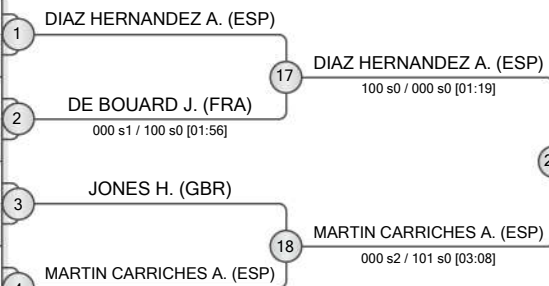 DIAZ HERNANDEZ A. (ESP)
1
17
DIAZ HERNANDEZ A. (ESP)
100 s0 / 000 s0 [01:19]
2
DE BOUARD J. (FRA)
000 s1 / 100 s0 [01:56]
3
JONES H. (GBR)
18
MARTIN CARRICHES A. (ESP)
000 s2 / 101 s0 [03:08]
MARTIN CARRICHES A. (ESP)